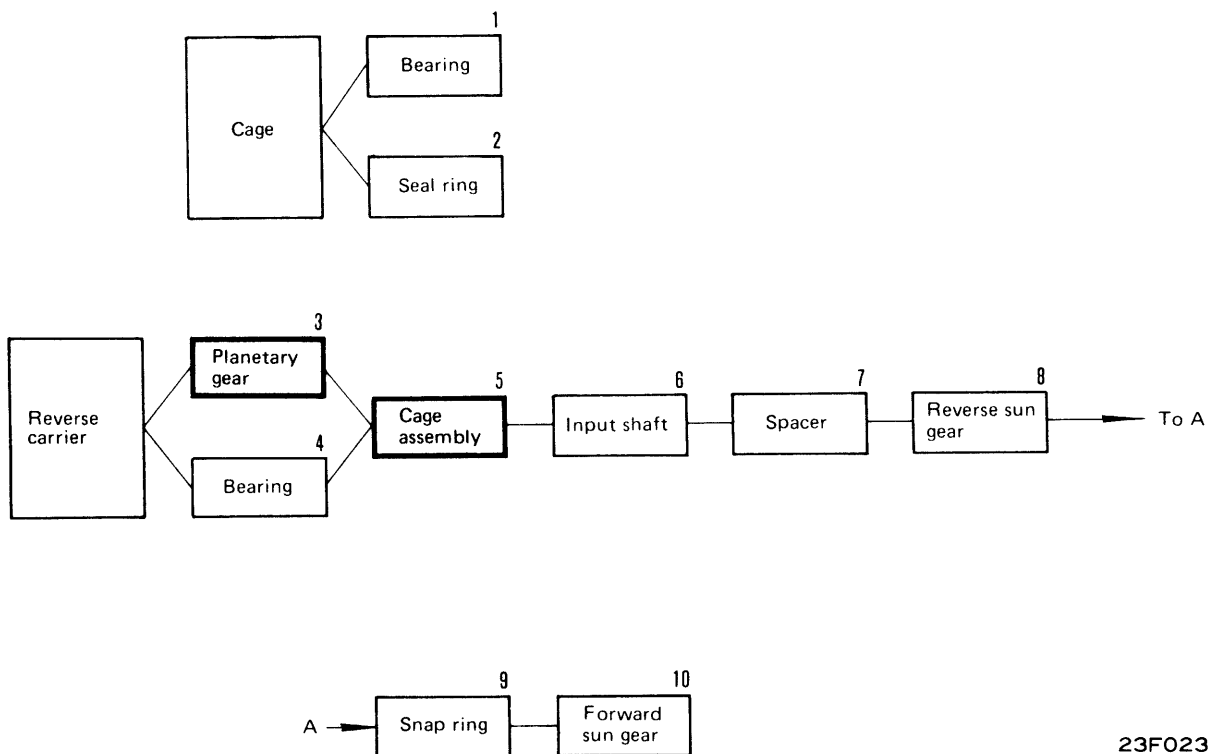 1
Bearing
Cage
2
Seal ring
3
Planetary
gear
Reverse
carrier
4
Bearing
5
Cage
assembly
6
Input shaft
7
Spacer
8
Reverse sun
gear
To A
A
9
Snap ring
10
Forward
sun gear
23F023